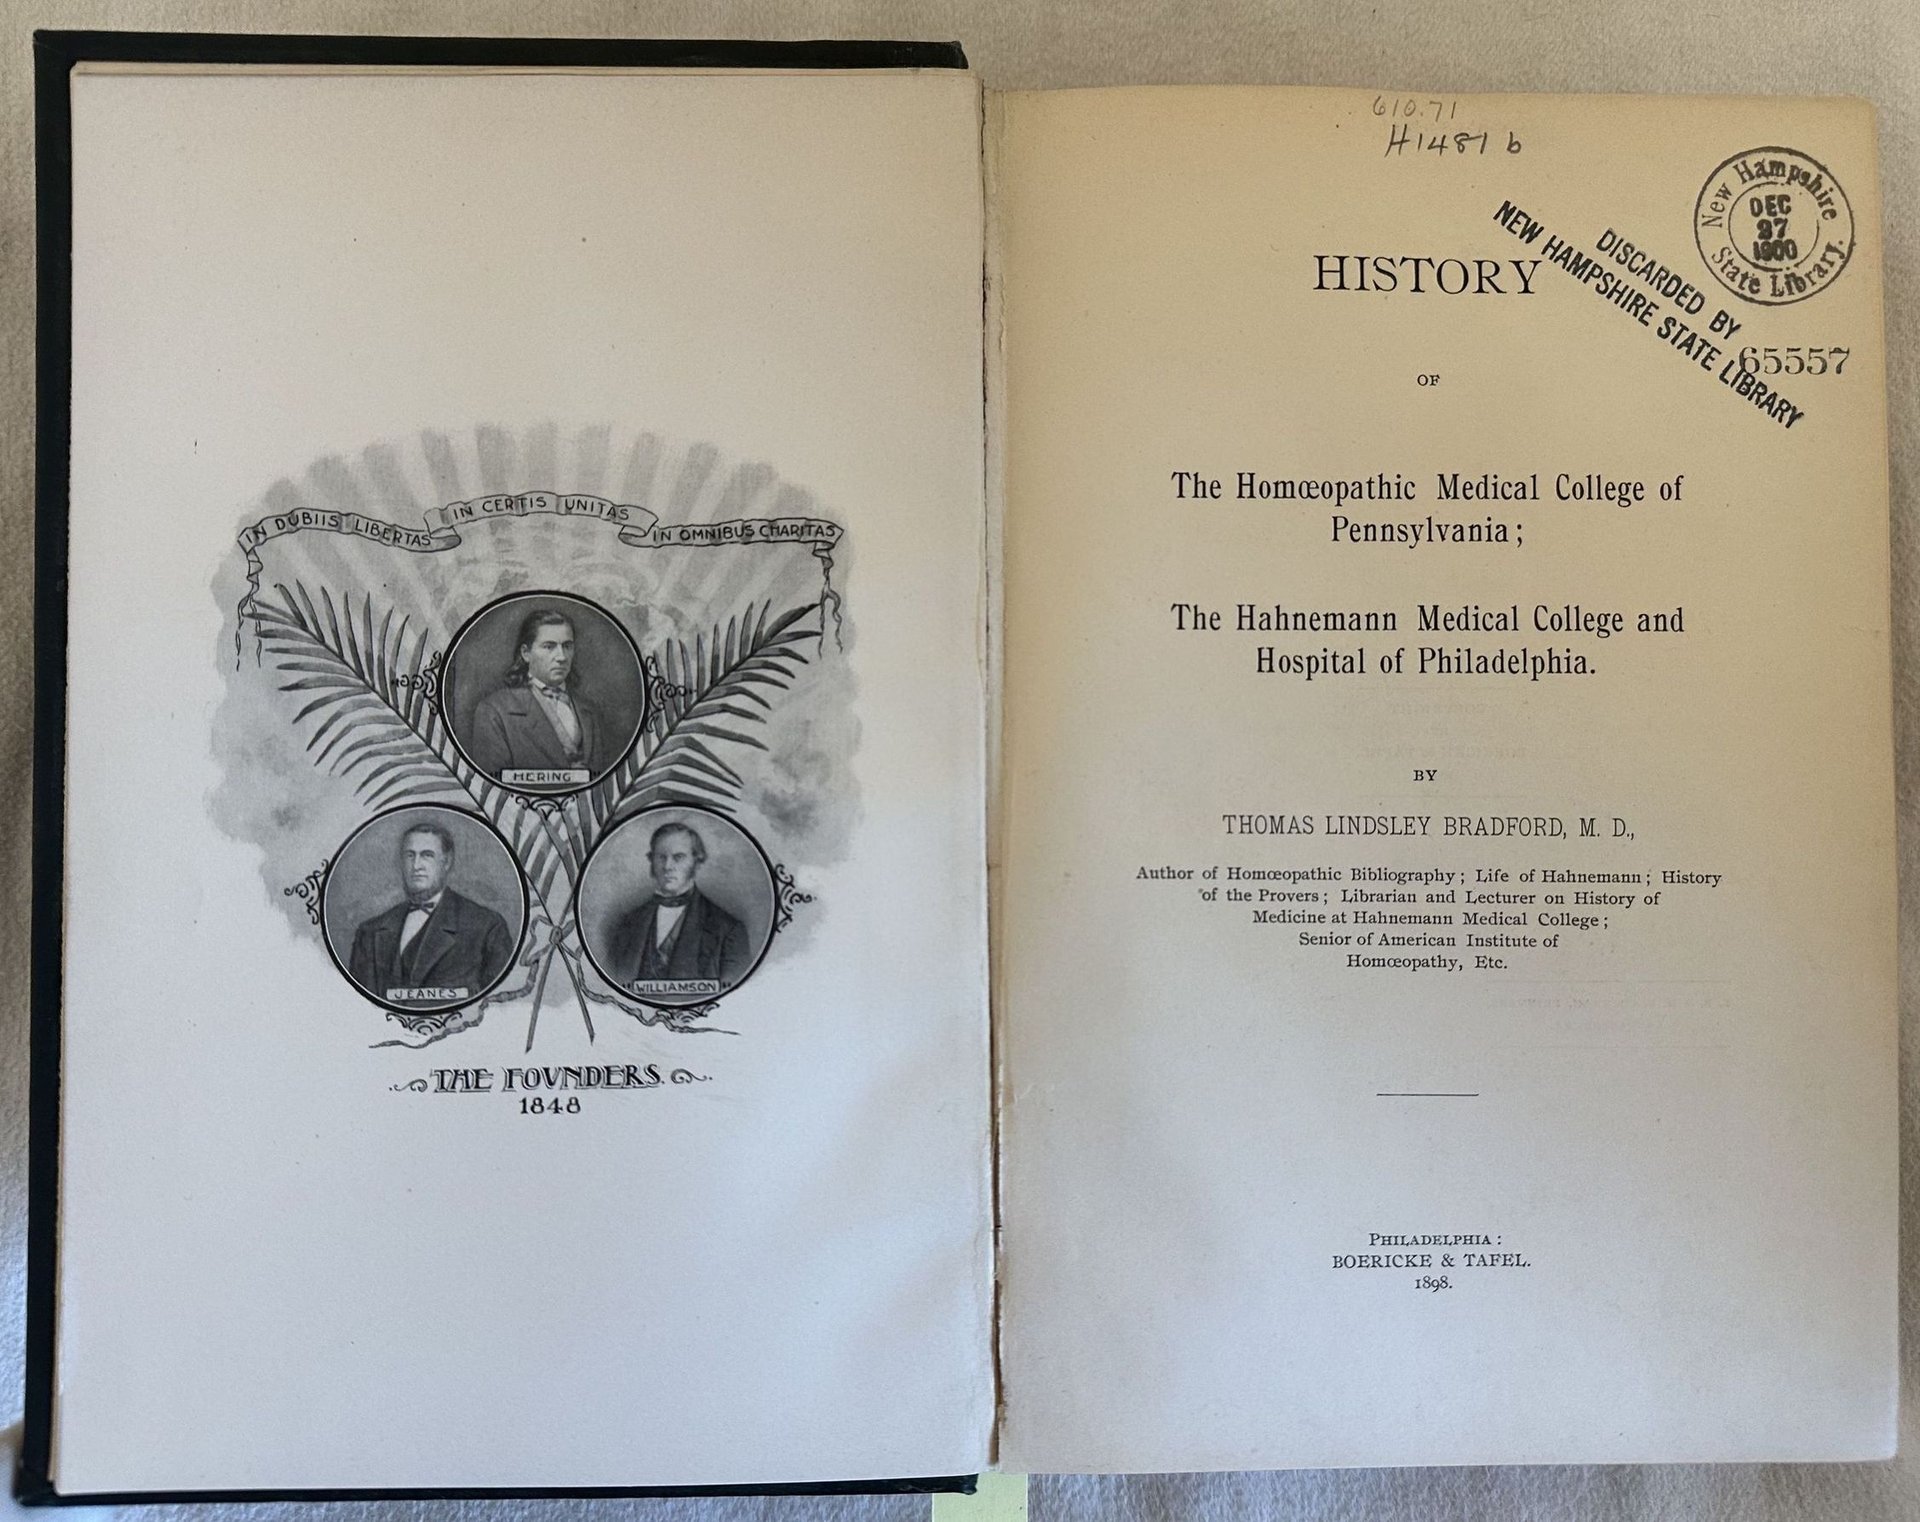 IN DUBIIS LIBERTAS
IN CERTIS UNITAS
IN OMNIBUS CHARITAS
HERING
JEANES
WILLIAMSON
THE FOVNDERS.
1848
610.71
H1481 b
New Hampshire
State Library.
DEC
27
1900
DISCARDED BY
NEW HAMPSHIRE STATE LIBRARY
65557
HISTORY
OF
The Homœopathic Medical College of
Pennsylvania;
The Hahnemann Medical College and
Hospital of Philadelphia.
BY
THOMAS LINDSLEY BRADFORD, M. D.,
Author of Homœopathic Bibliography; Life of Hahnemann; History
of the Provers; Librarian and Lecturer on History of
Medicine at Hahnemann Medical College;
Senior of American Institute of
Homœopathy, Etc.
PHILADELPHIA:
BOERICKE & TAFEL.
1898.